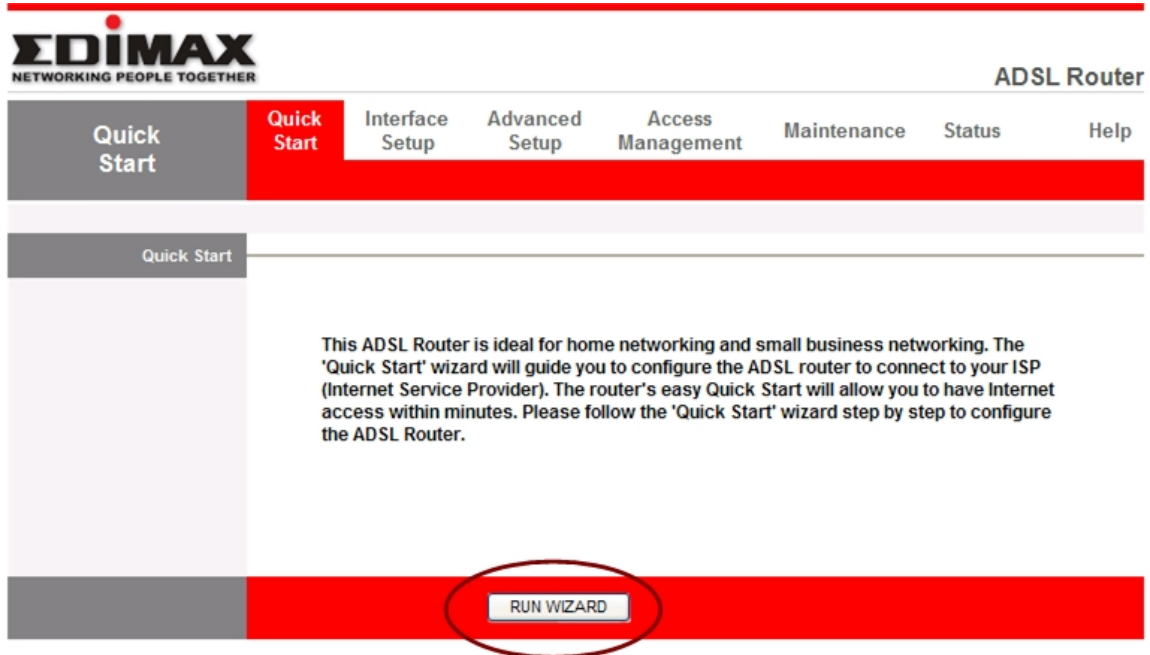 EDIMAX
NETWORKING PEOPLE TOGETHER
ADSL Router
Quick
Start
Quick
Start
Interface
Setup
Advanced
Setup
Access
Management
Maintenance
Status
Help
Quick Start
This ADSL Router is ideal for home networking and small business networking. The
'Quick Start' wizard will guide you to configure the ADSL router to connect to your ISP
(Internet Service Provider). The router's easy Quick Start will allow you to have Internet
access within minutes. Please follow the 'Quick Start' wizard step by step to configure
the ADSL Router.
RUN WIZARD